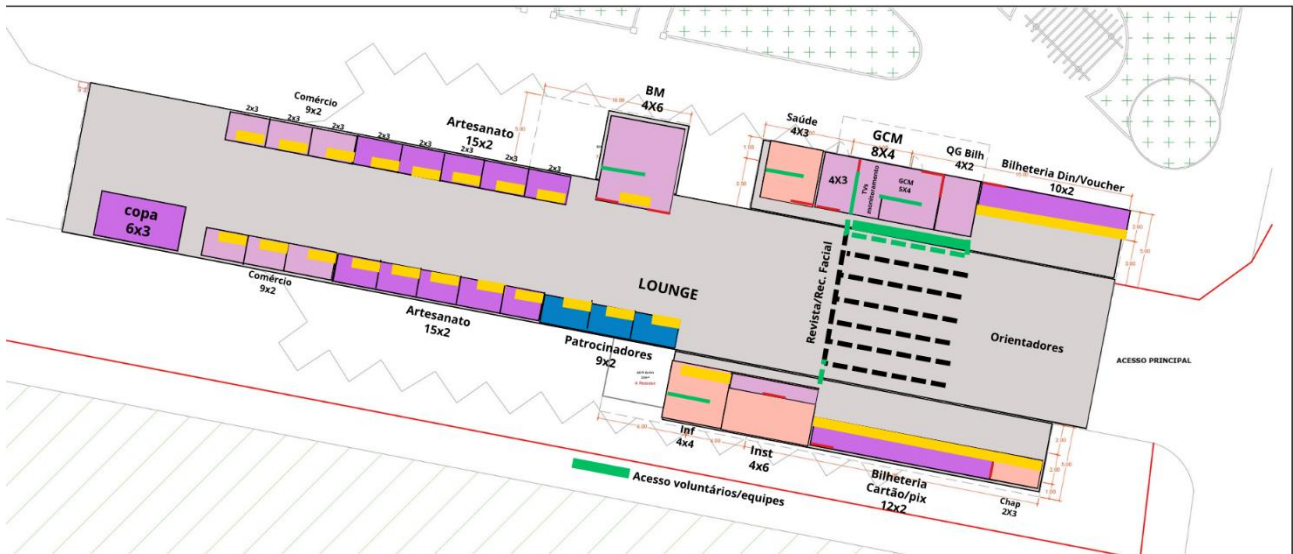 Comércio
9x2
2x3
2x3
2x3
2x3
2x3
2x3
2x3
2x3
Artesanato
15x2
BM
4X6
Saúde
4X3
GCM
8X4
QG Bilh
4X2
Bilheteria Din/Voucher
10x2
4X3
TVs
monitoramento
GCM
5X4
copa
6x3
LOUNGE
Revista/Rec. Facial
Orientadores
ACESSO PRINCIPAL
Comércio
9x2
Artesanato
15x2
Patrocinadores
9x2
Inf
4x4
Inst
4x6
Bilheteria
Cartão/pix
12x2
Chap
2X3
Acesso voluntários/equipes